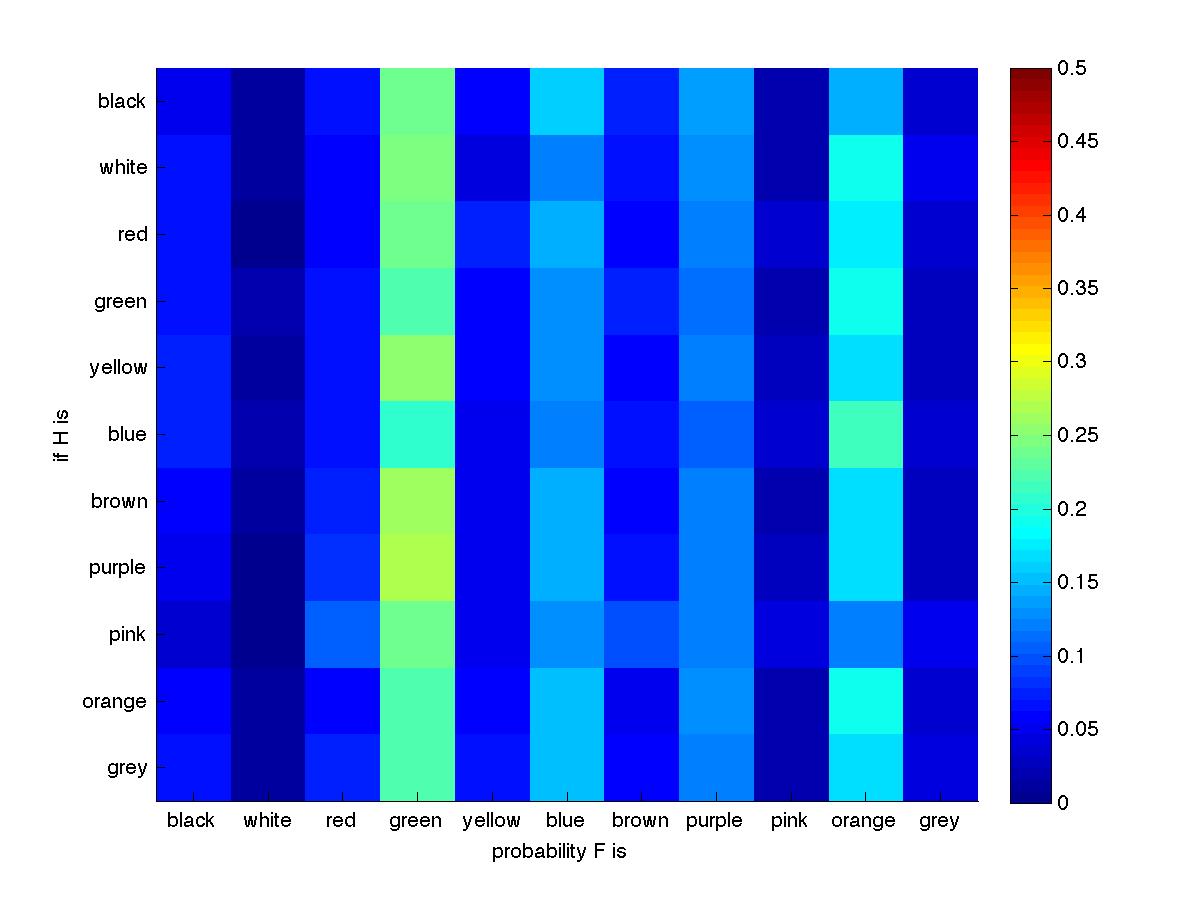 if H is
black
white
red
green
yellow
blue
brown
purple
pink
orange
grey
black white red green yellow blue brown purple pink orange grey
probability F is
0.5
0.45
0.4
0.35
0.3
0.25
0.2
0.15
0.1
0.05
0